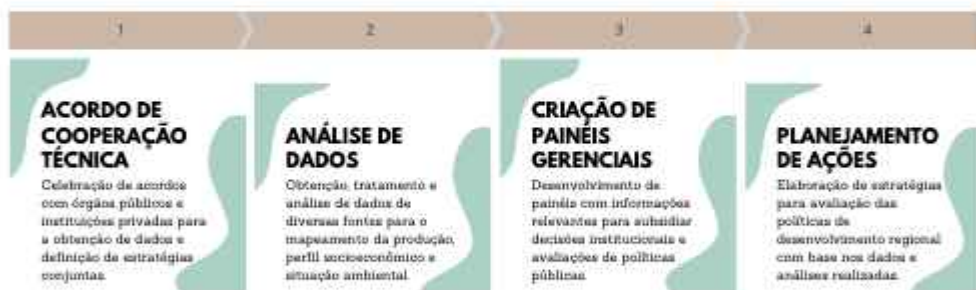 1
2
3
4
ACORDO DE
COOPERAÇÃO
TÉCNICA
Celebração de acordos
com órgãos públicos e
instituições privadas para
a obtenção de dados e
definição de estratégias
conjuntas.
ANÁLISE DE
DADOS
Obtenção, tratamento e
análise de dados de
diversas fontes para o
mapeamento da produção,
perfil socioeconômico e
situação ambiental.
CRIAÇÃO DE
PAINÉIS
GERENCIAIS
Desenvolvimento de
painéis com informações
relevantes para subsidiar
decisões institucionais e
avaliações de políticas
públicas.
PLANEJAMENTO
DE AÇÕES
Elaboração de estratégias
para avaliação das
políticas de
desenvolvimento regional
com base nos dados e
análises realizadas.